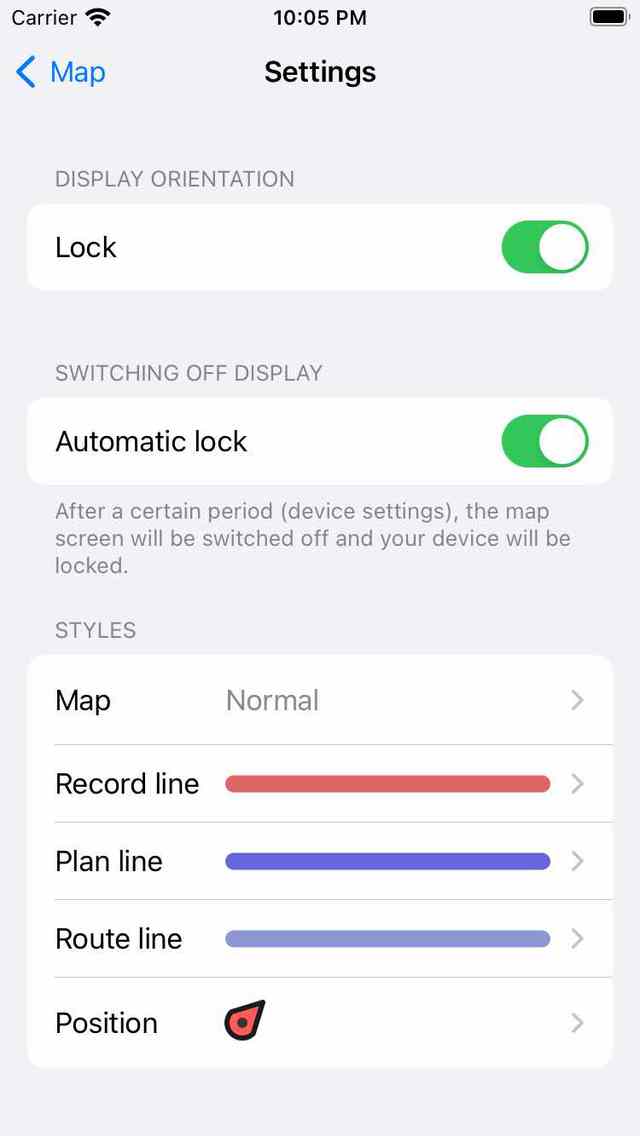 Carrier 10:05 PM
Map Settings
DISPLAY ORIENTATION
Lock
SWITCHING OFF DISPLAY
Automatic lock
After a certain period (device settings), the map
screen will be switched off and your device will be
locked.
STYLES
Map Normal
Record line
Plan line
Route line
Position